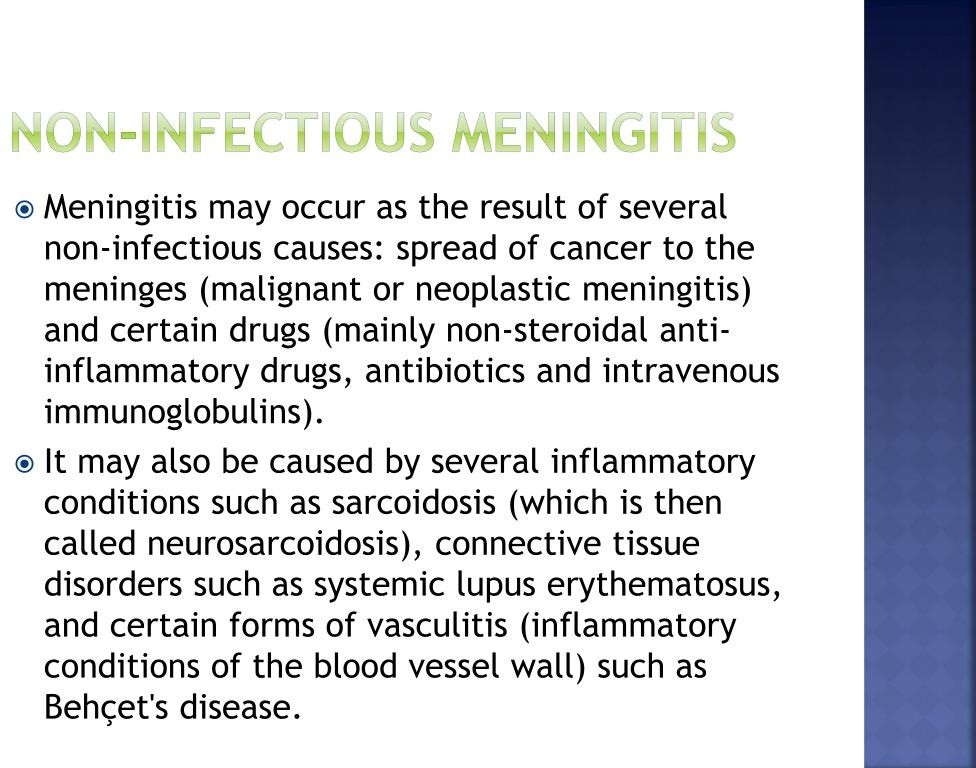 NON-INFECTIOUS MENINGITIS
Meningitis may occur as the result of several
non-infectious causes: spread of cancer to the
meninges (malignant or neoplastic meningitis)
and certain drugs (mainly non-steroidal anti-
inflammatory drugs, antibiotics and intravenous
immunoglobulins).
It may also be caused by several inflammatory
conditions such as sarcoidosis (which is then
called neurosarcoidosis), connective tissue
disorders such as systemic lupus erythematosus,
and certain forms of vasculitis (inflammatory
conditions of the blood vessel wall) such as
Behçet's disease.